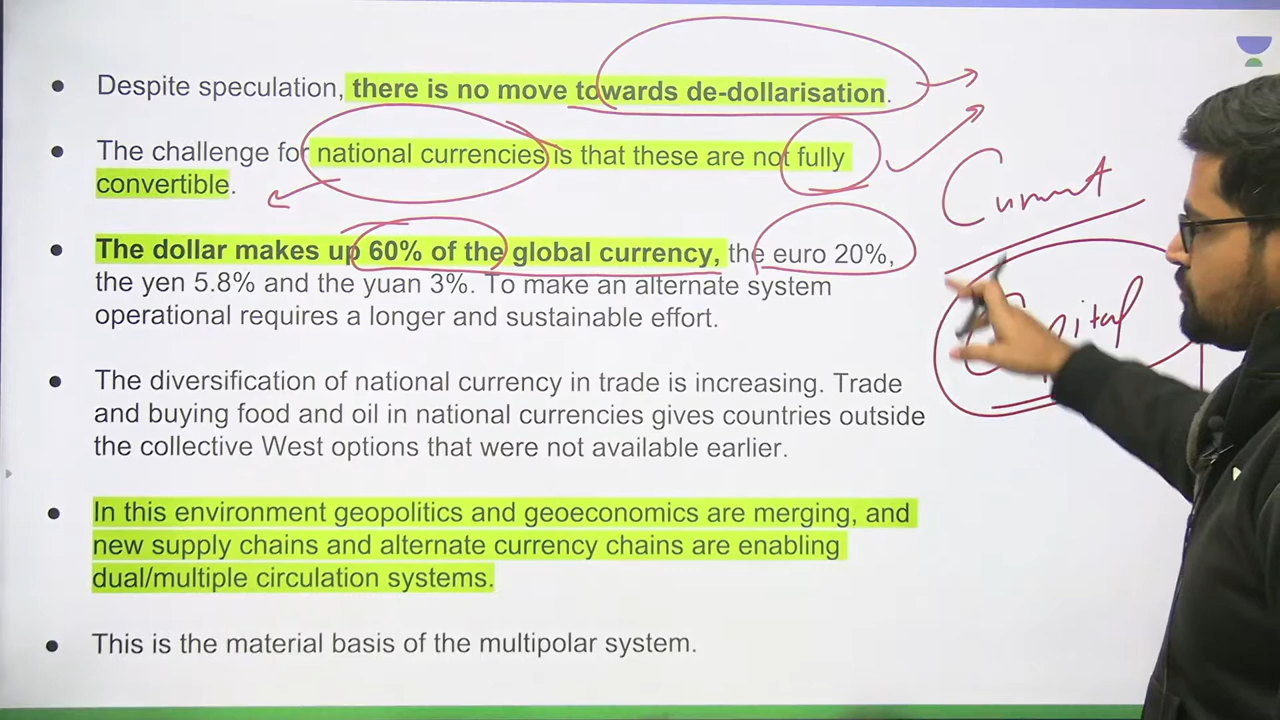 Despite speculation, there is no move towards de-dollarisation.
The challenge for national currencies is that these are not fully
convertible.
The dollar makes up 60% of the global currency, the euro 20%,
the yen 5.8% and the yuan 3%. To make an alternate system
operational requires a longer and sustainable effort.
The diversification of national currency in trade is increasing. Trade
and buying food and oil in national currencies gives countries outside
the collective West options that were not available earlier.
In this environment geopolitics and geoeconomics are merging, and
new supply chains and alternate currency chains are enabling
dual/multiple circulation systems.
This is the material basis of the multipolar system.
Current
Capital